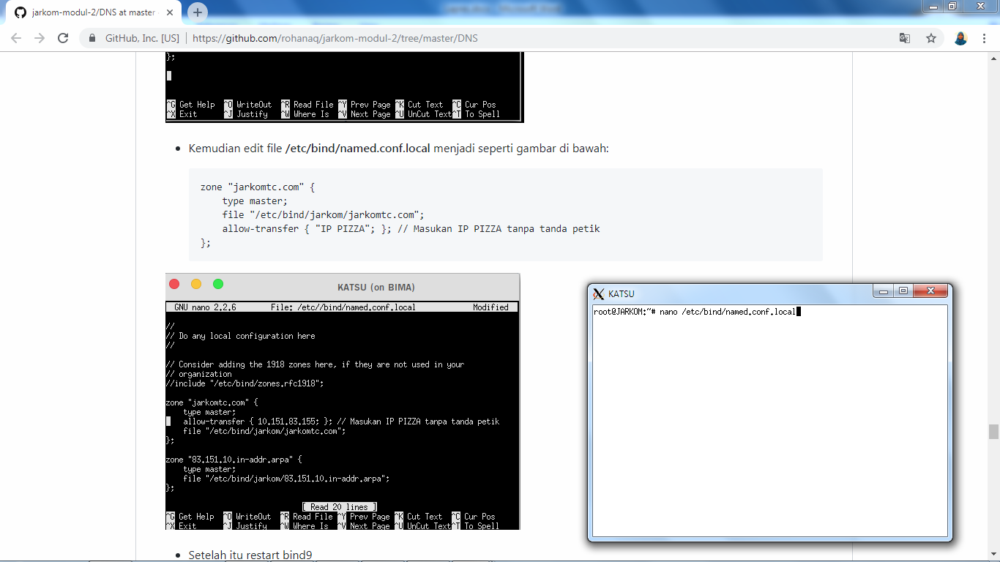 jarkom-modul-2/DNS at master
GitHub, Inc. [US] | https://github.com/rohanaq/jarkom-modul-2/tree/master/DNS
};
^G Get Help ^O WriteOut ^R Read File ^Y Prev Page ^K Cut Text ^C Cur Pos
^X Exit ^J Justify ^W Where Is ^V Next Page ^U UnCut Text ^T To Spell
• Kemudian edit file /etc/bind/named.conf.local menjadi seperti gambar di bawah:
zone "jarkomtc.com" {
    type master;
    file "/etc/bind/jarkom/jarkomtc.com";
    allow-transfer { "IP PIZZA"; }; // Masukan IP PIZZA tanpa tanda petik
};
KATSU (on BIMA)
GNU nano 2.2.6 File: /etc//bind/named.conf.local Modified
//
// Do any local configuration here
//
// Consider adding the 1918 zones here, if they are not used in your
// organization
//include "/etc/bind/zones.rfc1918";
zone "jarkomtc.com" {
    type master;
    allow-transfer { 10.151.83.155; }; // Masukan IP PIZZA tanpa tanda petik
    file "/etc/bind/jarkom/jarkomtc.com";
};
zone "83.151.10.in-addr.arpa" {
    type master;
    file "/etc/bind/jarkom/83.151.10.in-addr.arpa";
};
[ Read 20 lines ]
^G Get Help ^O WriteOut ^R Read File ^Y Prev Page ^K Cut Text ^C Cur Pos
^X Exit ^J Justify ^W Where Is ^V Next Page ^U UnCut Text ^T To Spell
KATSU
root@JARKOM:~# nano /etc/bind/named.conf.local
• Setelah itu restart bind9